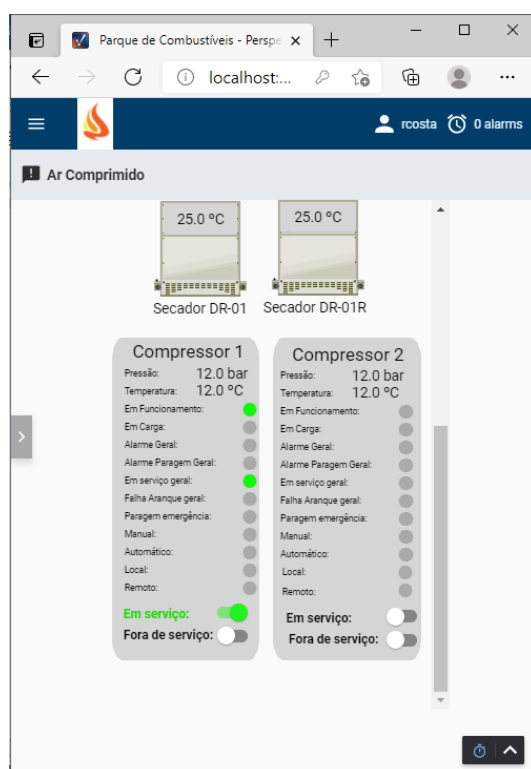 Parque de Combustíveis - Perspe
localhost:...
rcosta 0 alarms
Ar Comprimido
25.0 ºC 25.0 ºC
Secador DR-01 Secador DR-01R
Compressor 1
Pressão: 12.0 bar
Temperatura: 12.0 ºC
Em Funcionamento:
Em Carga:
Alarme Geral:
Alarme Paragem Geral:
Em serviço geral:
Falha Aranque geral:
Paragem emergência:
Manual:
Automático:
Local:
Remoto:
Em serviço:
Fora de serviço:
Compressor 2
Pressão: 12.0 bar
Temperatura: 12.0 ºC
Em Funcionamento:
Em Carga:
Alarme Geral:
Alarme Paragem Geral:
Em serviço geral:
Falha Aranque geral:
Paragem emergência:
Manual:
Automático:
Local:
Remoto:
Em serviço:
Fora de serviço: